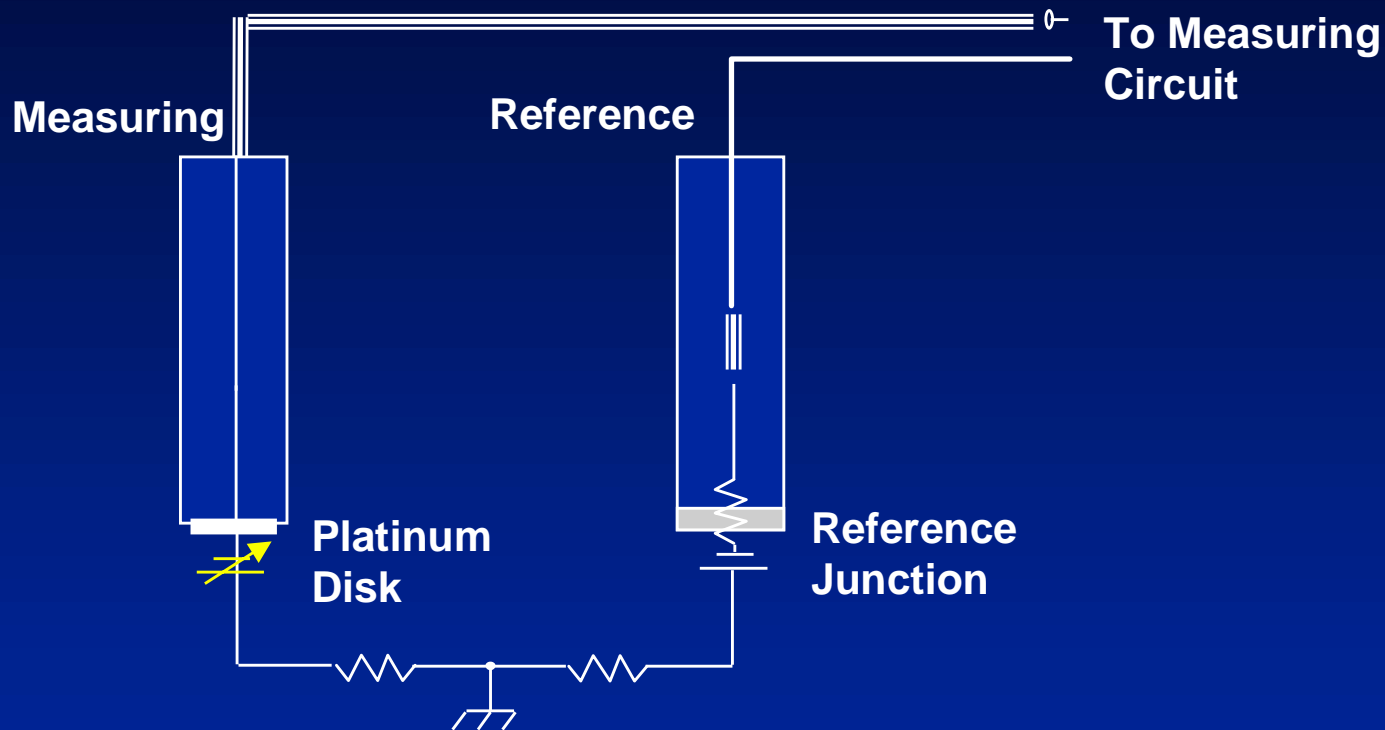 To Measuring
Circuit
Measuring
Reference
Platinum
Disk
Reference
Junction